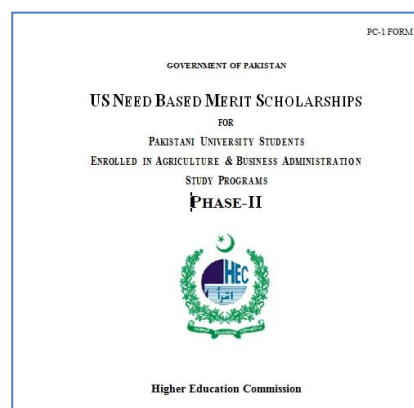 PC-1 FORM
GOVERNMENT OF PAKISTAN
US NEED BASED MERIT SCHOLARSHIPS
FOR
PAKISTANI UNIVERSITY STUDENTS
ENROLLED IN AGRICULTURE & BUSINESS ADMINISTRATION
STUDY PROGRAMS
PHASE-II
HEC
اقرأ
Higher Education Commission